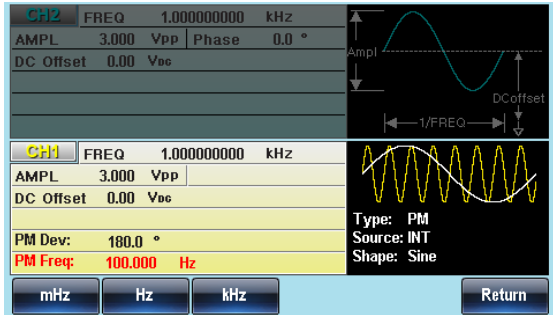 CH2 FREQ 1.000000000 kHz
AMPL 3.000 VPP Phase 0.0 °
DC Offset 0.00 VDC
Ampl
DCoffset
1/FREQ
CH1 FREQ 1.000000000 kHz
AMPL 3.000 VPP
DC Offset 0.00 VDC
PM Dev: 180.0 °
PM Freq: 100.000 Hz
Type: PM
Source: INT
Shape: Sine
mHz Hz kHz Return